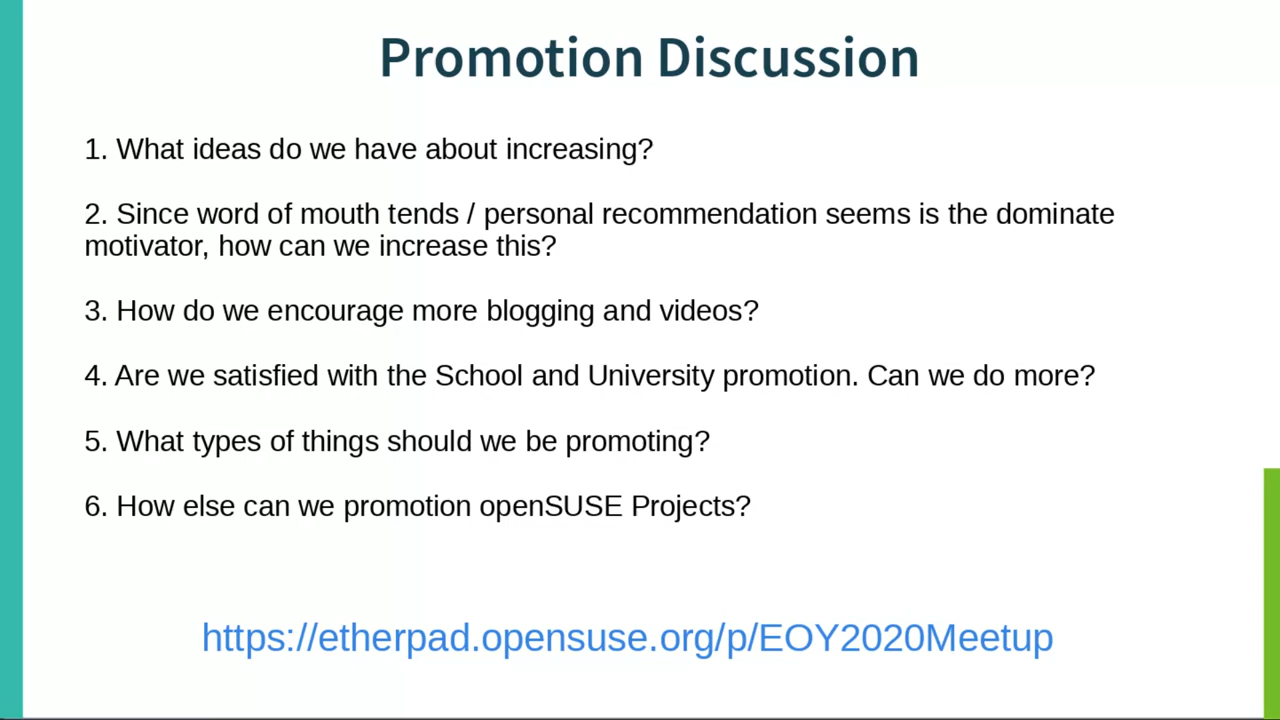 Promotion Discussion
1. What ideas do we have about increasing?
2. Since word of mouth tends / personal recommendation seems is the dominate
motivator, how can we increase this?
3. How do we encourage more blogging and videos?
4. Are we satisfied with the School and University promotion. Can we do more?
5. What types of things should we be promoting?
6. How else can we promotion openSUSE Projects?
https://etherpad.opensuse.org/p/EOY2020Meetup